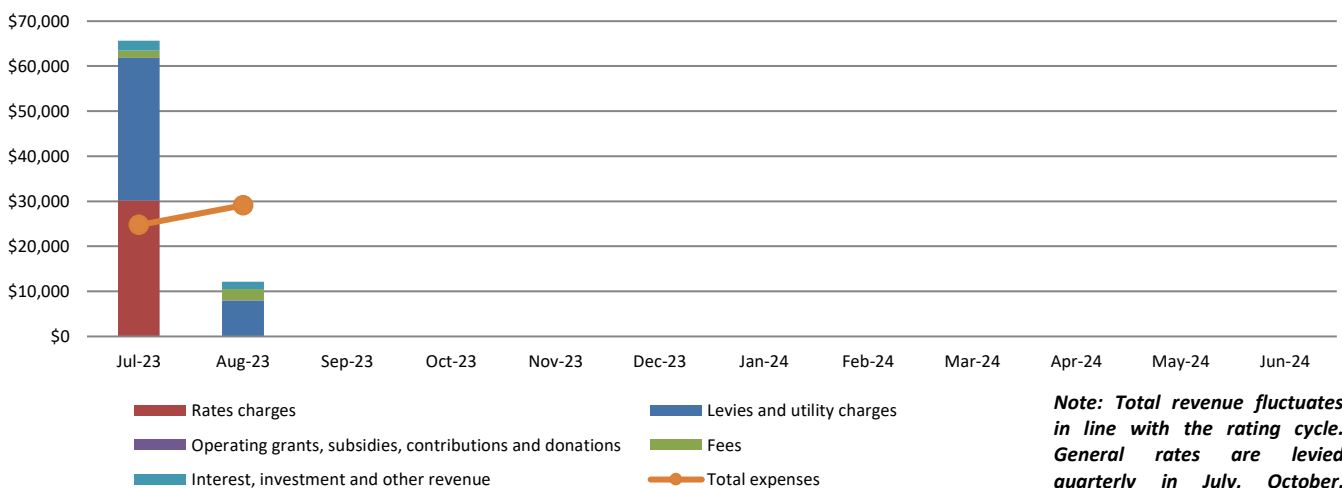 $70,000
$60,000
$50,000
$40,000
$30,000
$20,000
$10,000
$0
Jul-23 Aug-23 Sep-23 Oct-23 Nov-23 Dec-23 Jan-24 Feb-24 Mar-24 Apr-24 May-24 Jun-24
Rates charges Levies and utility charges
Operating grants, subsidies, contributions and donations Fees
Interest, investment and other revenue Total expenses
Note: Total revenue fluctuates
in line with the rating cycle.
General rates are levied
quarterly in July, October,